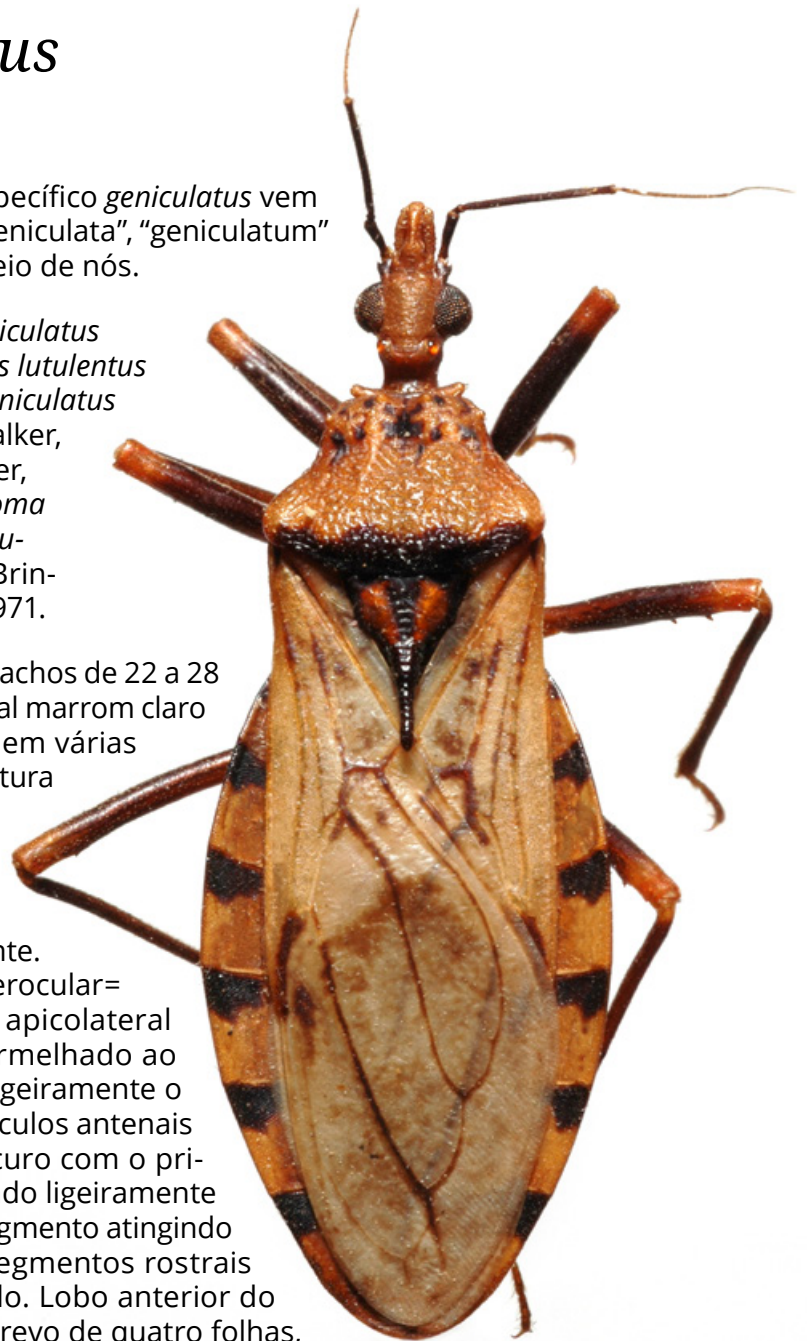 us
pecífico geniculatus vem
eniculata”, “geniculatum”
eio de nós.
iculatus
s lutulentus
niculatus
alker,
er,
oma
u-
Brin-
971.
achos de 22 a 28
al marrom claro
em várias
tura
nte.
erocular=
apicolateral
rmelhado ao
geiramente o
culos antenais
curo com o pri-
do ligeiramente
gmento atingindo
egmentos rostrais
do. Lobo anterior do
revo de quatro folhas,